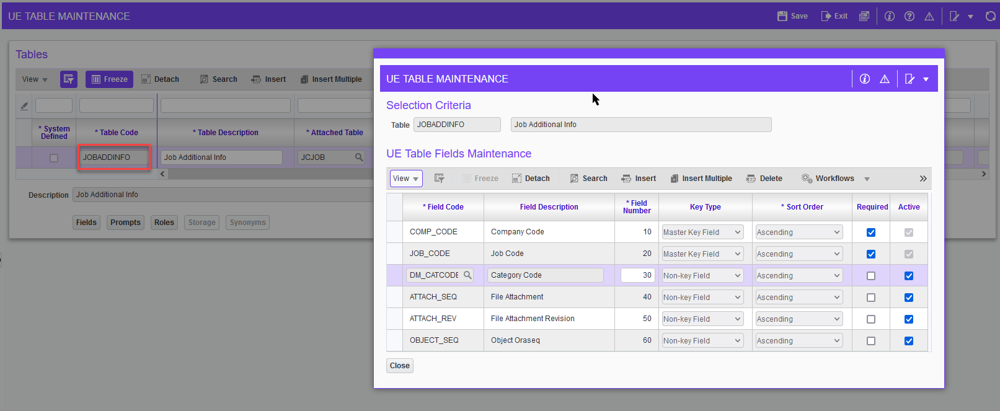 UE TABLE MAINTENANCE
Save Exit
Tables
View Freeze Detach Search Insert Insert Multiple
* System Defined * Table Code * Table Description * Attached Table
JOBADDINFO Job Additional Info JCJOB
Description Job Additional Info
Fields Prompts Roles Storage Synonyms
UE TABLE MAINTENANCE
Selection Criteria
Table JOBADDINFO Job Additional Info
UE Table Fields Maintenance
View Freeze Detach Search Insert Insert Multiple Delete Workflows
* Field Code Field Description * Field Number Key Type * Sort Order Required Active
COMP_CODE Company Code 10 Master Key Field Ascending
JOB_CODE Job Code 20 Master Key Field Ascending
DM_CATCODE Category Code 30 Non-key Field Ascending
ATTACH_SEQ File Attachment 40 Non-key Field Ascending
ATTACH_REV File Attachment Revision 50 Non-key Field Ascending
OBJECT_SEQ Object Oraseq 60 Non-key Field Ascending
Close